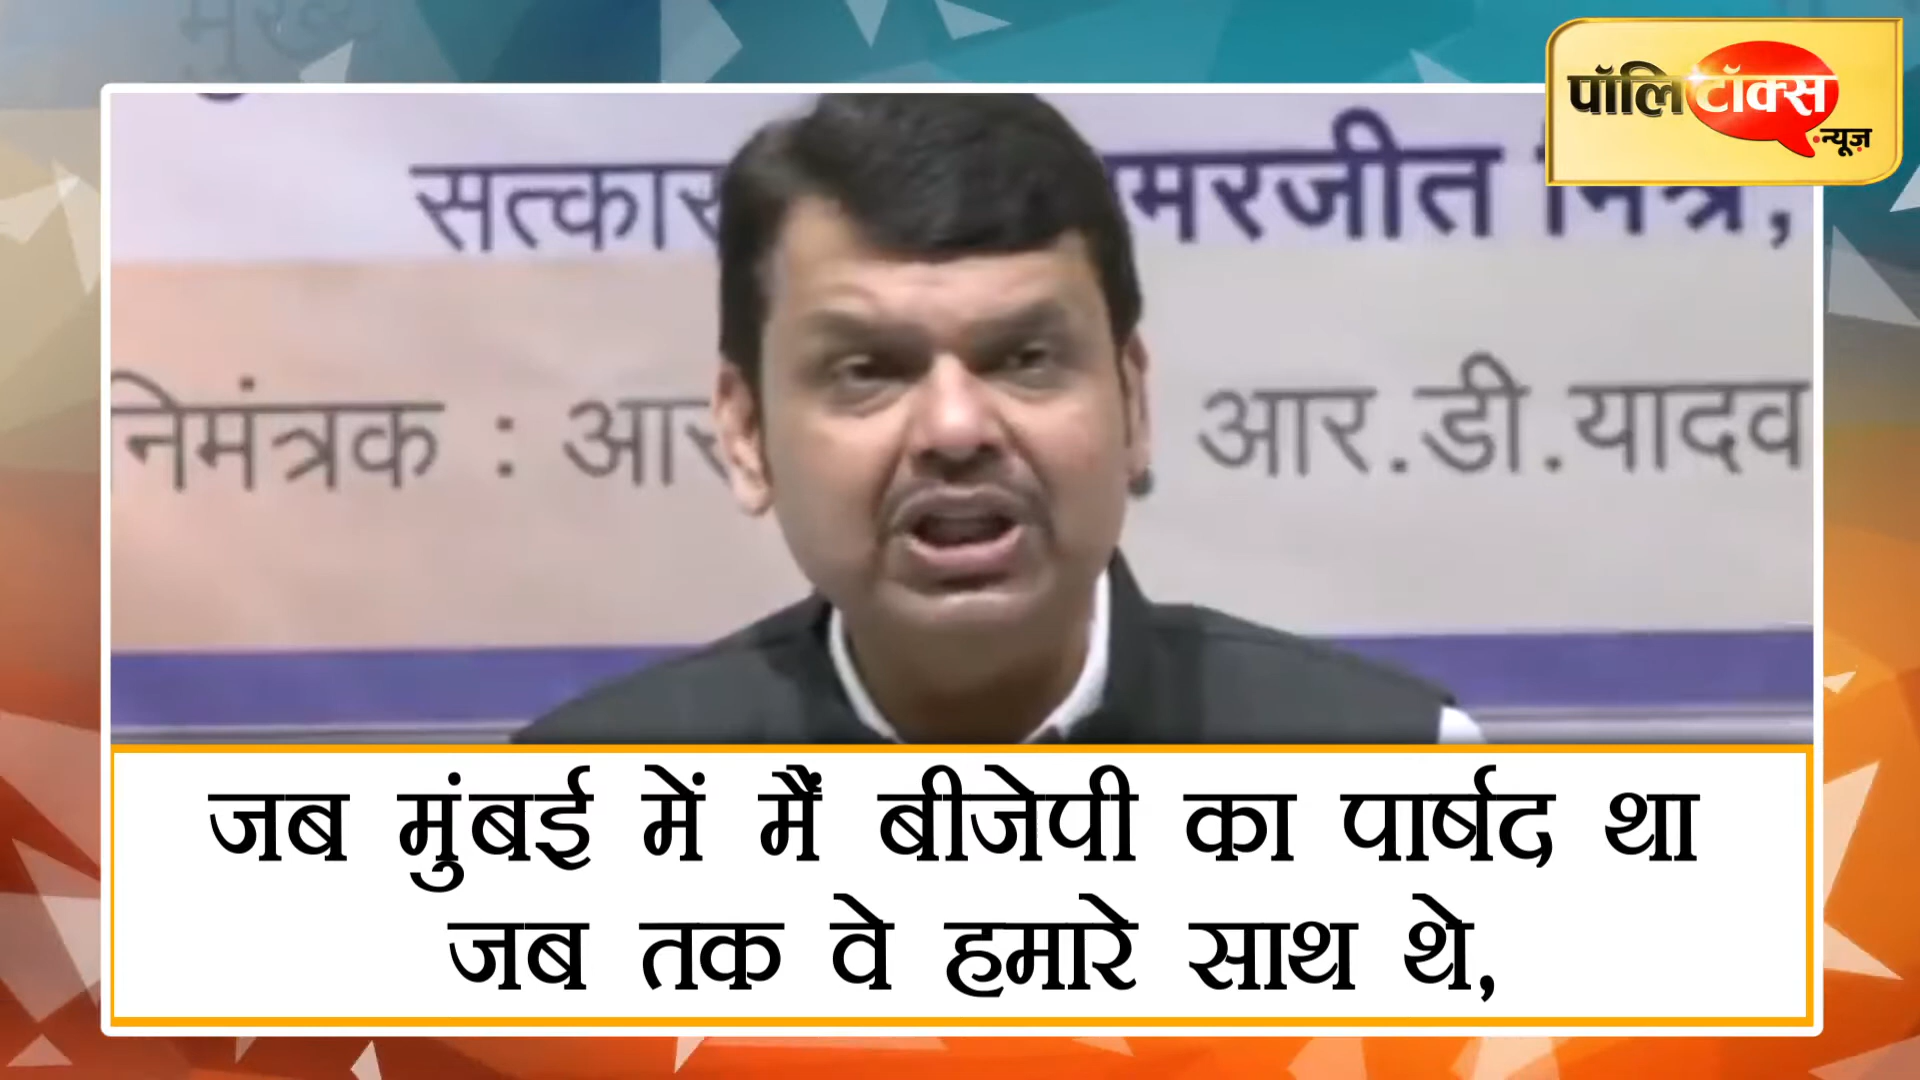 पॉलिटॉक्स
न्यूज़
सत्कार
मरजीत मिश्र,
निमंत्रक : आर
आर.डी.यादव
जब मुंबई में मैं बीजेपी का पार्षद था
जब तक वे हमारे साथ थे,